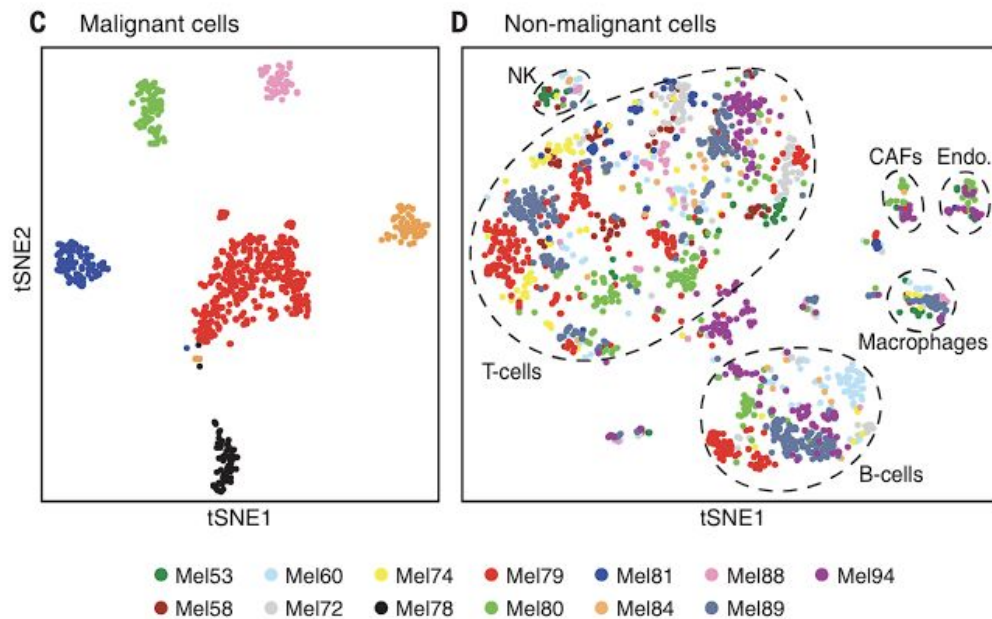 C Malignant cells
D Non-malignant cells
NK
CAFs Endo.
Macrophages
T-cells
B-cells
tSNE2
tSNE1
tSNE1
Mel53 Mel60 Mel74 Mel79 Mel81 Mel88 Mel94
Mel58 Mel72 Mel78 Mel80 Mel84 Mel89